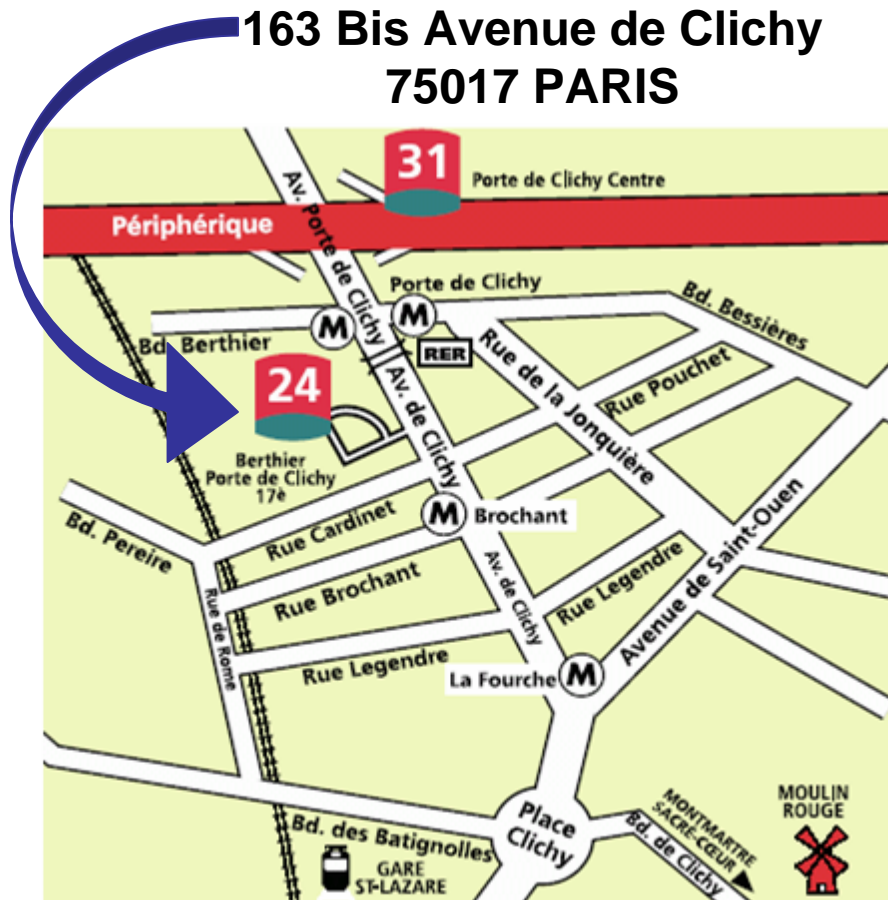 163 Bis Avenue de Clichy
75017 PARIS
31
Porte de Clichy Centre
Av. Porte de Clichy
Périphérique
Porte de Clichy
Bd. Bessières
M
M
Bd. Berthier
RER
Rue de la Jonquière
Rue Pouchet
24
Av. de Clichy
Berthier
Porte de Clichy
17è
M
Brochant
Rue Cardinet
Bd. Pereire
Rue Brochant
Av. de Clichy
Rue Legendre
Avenue de Saint-Ouen
Rue de Rome
Rue Legendre
La Fourche
M
Place
Clichy
Bd. des Batignolles
GARE
ST-LAZARE
MONTMARTRE
SACRÉ-CŒUR
Bd. de Clichy
MOULIN
ROUGE